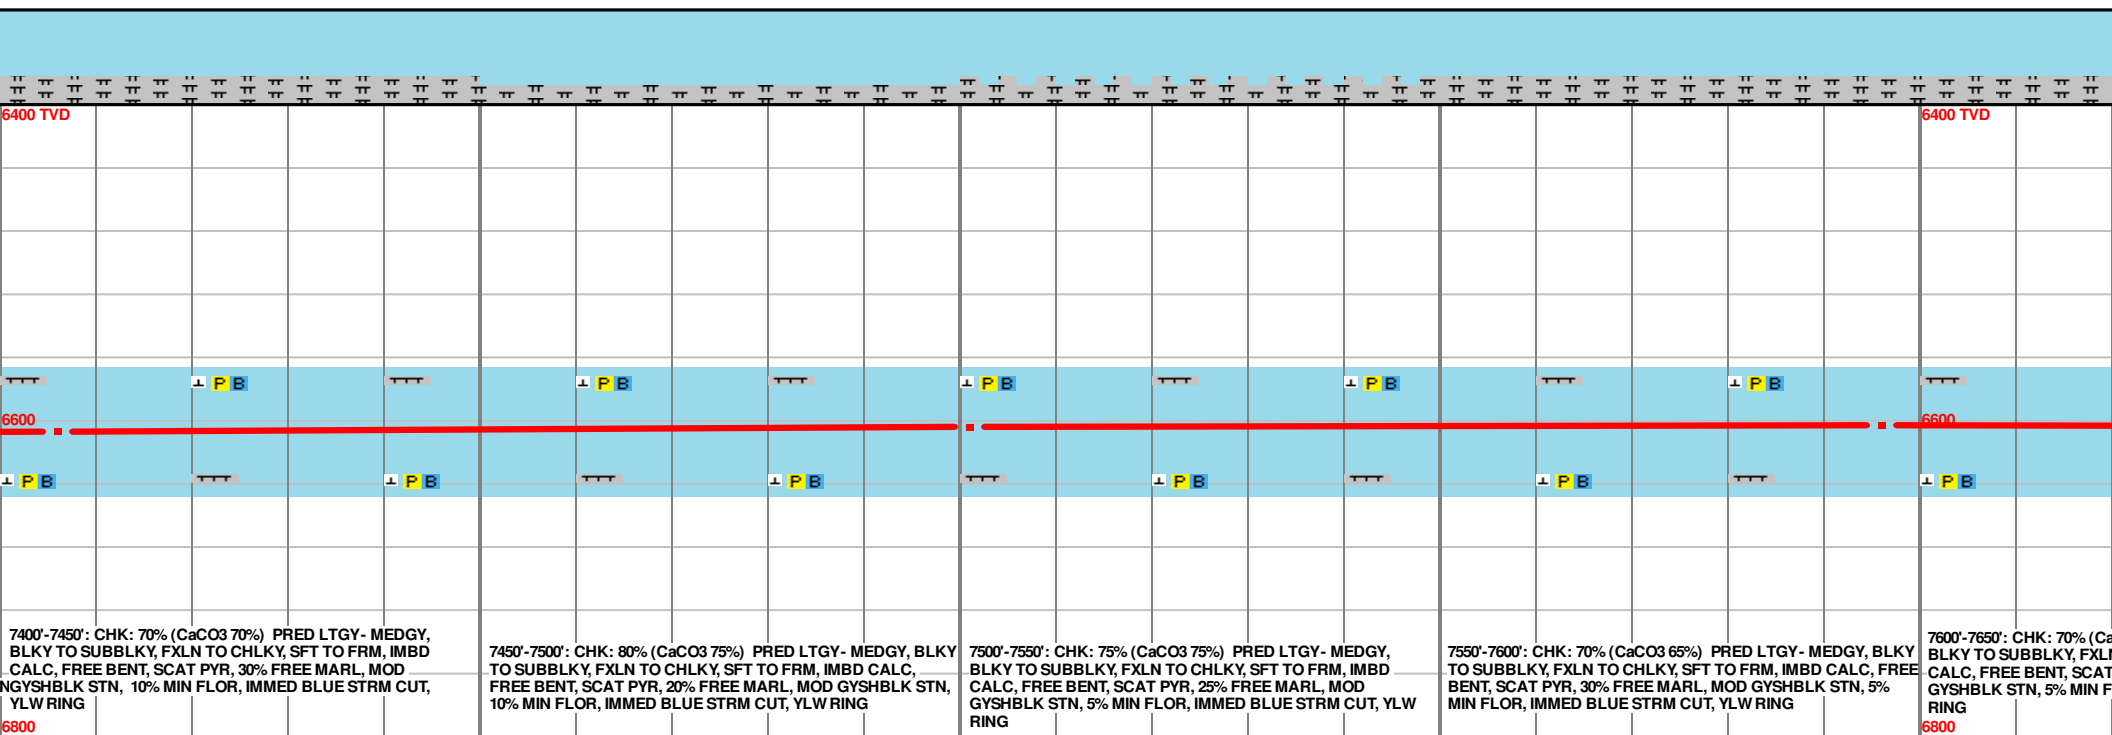 6400 TVD
6400 TVD
P B
P B
P B
P B
P B
6600
6600
P B
P B
P B
P B
P B
P B
7400'-7450': CHK: 70% (CaCO3 70%) PRED LTGY- MEDGY,
BLKY TO SUBBLKY, FXLN TO CHLKY, SFT TO FRM, IMBD
CALC, FREE BENT, SCAT PYR, 30% FREE MARL, MOD
NGYSHBLK STN, 10% MIN FLOR, IMMED BLUE STRM CUT,
YLW RING
7450'-7500': CHK: 80% (CaCO3 75%) PRED LTGY- MEDGY, BLKY
TO SUBBLKY, FXLN TO CHLKY, SFT TO FRM, IMBD CALC,
FREE BENT, SCAT PYR, 20% FREE MARL, MOD GYSHBLK STN,
10% MIN FLOR, IMMED BLUE STRM CUT, YLW RING
7500'-7550': CHK: 75% (CaCO3 75%) PRED LTGY- MEDGY,
BLKY TO SUBBLKY, FXLN TO CHLKY, SFT TO FRM, IMBD
CALC, FREE BENT, SCAT PYR, 25% FREE MARL, MOD
GYSHBLK STN, 5% MIN FLOR, IMMED BLUE STRM CUT, YLW
RING
7550'-7600': CHK: 70% (CaCO3 65%) PRED LTGY- MEDGY, BLKY
TO SUBBLKY, FXLN TO CHLKY, SFT TO FRM, IMBD CALC, FREE
BENT, SCAT PYR, 30% FREE MARL, MOD GYSHBLK STN, 5%
MIN FLOR, IMMED BLUE STRM CUT, YLW RING
7600'-7650': CHK: 70% (Ca
BLKY TO SUBBLKY, FXLN
CALC, FREE BENT, SCAT
GYSHBLK STN, 5% MIN F
RING
6800
6800